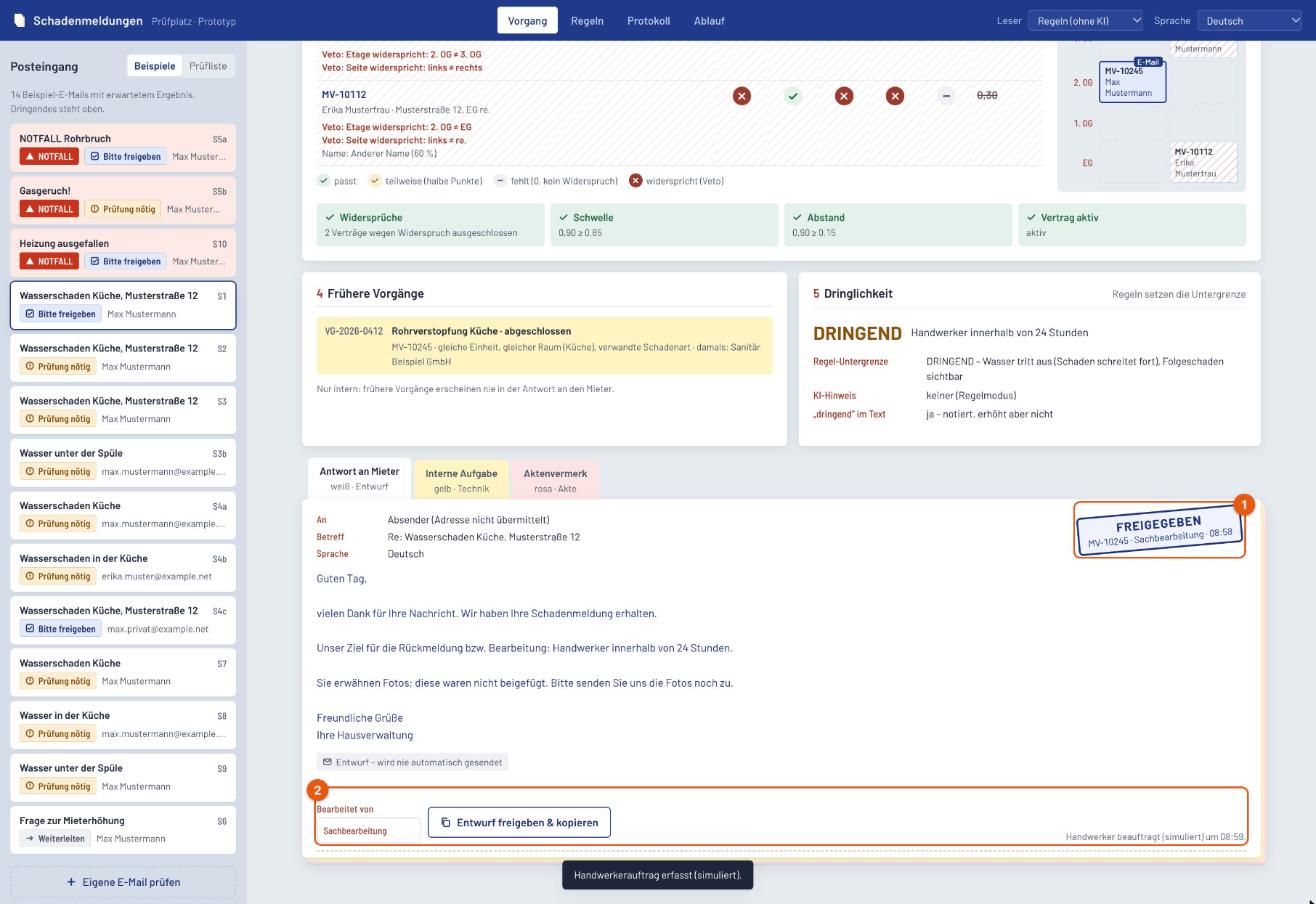 Schadenmeldungen Prüfplatz · Prototyp
Vorgang Regeln Protokoll Ablauf
Leser Regeln (ohne KI) Sprache Deutsch
Posteingang Beispiele Prüfliste
14 Beispiel-E-Mails mit erwartetem Ergebnis.
Dringendes steht oben.
NOTFALL Rohrbruch S5a
NOTFALL Bitte freigeben Max Muster...
Gasgeruch! S5b
NOTFALL Prüfung nötig Max Muster...
Heizung ausgefallen S10
NOTFALL Bitte freigeben Max Muster...
Wasserschaden Küche, Musterstraße 12 S1
Bitte freigeben Max Mustermann
Wasserschaden Küche, Musterstraße 12 S2
Prüfung nötig Max Mustermann
Wasserschaden Küche, Musterstraße 12 S3
Prüfung nötig Max Mustermann
Wasser unter der Spüle S3b
Prüfung nötig max.mustermann@example....
Wasserschaden Küche S4a
Prüfung nötig max.mustermann@example....
Wasserschaden in der Küche S4b
Prüfung nötig erika.muster@example.net
Wasserschaden Küche, Musterstraße 12 S4c
Bitte freigeben max.privat@example.net
Wasserschaden Küche S7
Prüfung nötig Max Mustermann
Wasser in der Küche S8
Prüfung nötig max.mustermann@example....
Wasser unter der Spüle S9
Prüfung nötig Max Mustermann
Frage zur Mieterhöhung S6
Weiterleiten Max Mustermann
+ Eigene E-Mail prüfen
Veto: Etage widerspricht: 2. OG ≠ 3. OG
Veto: Seite widerspricht: links ≠ rechts
MV-10112 0,30
Erika Musterfrau · Musterstraße 12, EG re.
Veto: Etage widerspricht: 2. OG ≠ EG
Veto: Seite widerspricht: links ≠ re.
Name: Anderer Name (60 %)
passt teilweise (halbe Punkte) fehlt (0, kein Widerspruch) widerspricht (Veto)
Mustermann
E-Mail
2. OG MV-10245
Max
Mustermann
1. OG
EG MV-10112
Erika
Musterfrau
Widersprüche
2 Verträge wegen Widerspruch ausgeschlossen
Schwelle
0,90 ≥ 0,85
Abstand
0,90 ≥ 0,15
Vertrag aktiv
aktiv
4 Frühere Vorgänge
VG-2026-0412 Rohrverstopfung Küche · abgeschlossen
MV-10245 · gleiche Einheit, gleicher Raum (Küche), verwandte Schadenart · damals: Sanitär
Beispiel GmbH
Nur intern: frühere Vorgänge erscheinen nie in der Antwort an den Mieter.
5 Dringlichkeit Regeln setzen die Untergrenze
DRINGEND Handwerker innerhalb von 24 Stunden
Regel-Untergrenze DRINGEND – Wasser tritt aus (Schaden schreitet fort), Folgeschaden
sichtbar
KI-Hinweis keiner (Regelmodus)
„dringend" im Text ja – notiert, erhöht aber nicht
Antwort an Mieter
weiß · Entwurf
Interne Aufgabe
gelb · Technik
Aktenvermerk
rosa · Akte
An Absender (Adresse nicht übermittelt)
Betreff Re: Wasserschaden Küche, Musterstraße 12
Sprache Deutsch
1
FREIGEGEBEN
MV-10245 · Sachbearbeitung · 08:58
Guten Tag,
vielen Dank für Ihre Nachricht. Wir haben Ihre Schadenmeldung erhalten.
Unser Ziel für die Rückmeldung bzw. Bearbeitung: Handwerker innerhalb von 24 Stunden.
Sie erwähnen Fotos; diese waren nicht beigefügt. Bitte senden Sie uns die Fotos noch zu.
Freundliche Grüße
Ihre Hausverwaltung
Entwurf – wird nie automatisch gesendet
2
Bearbeitet von
Sachbearbeitung
Entwurf freigeben & kopieren
Handwerker beauftragt (simuliert) um 08:59.
Handwerkerauftrag erfasst (simuliert).